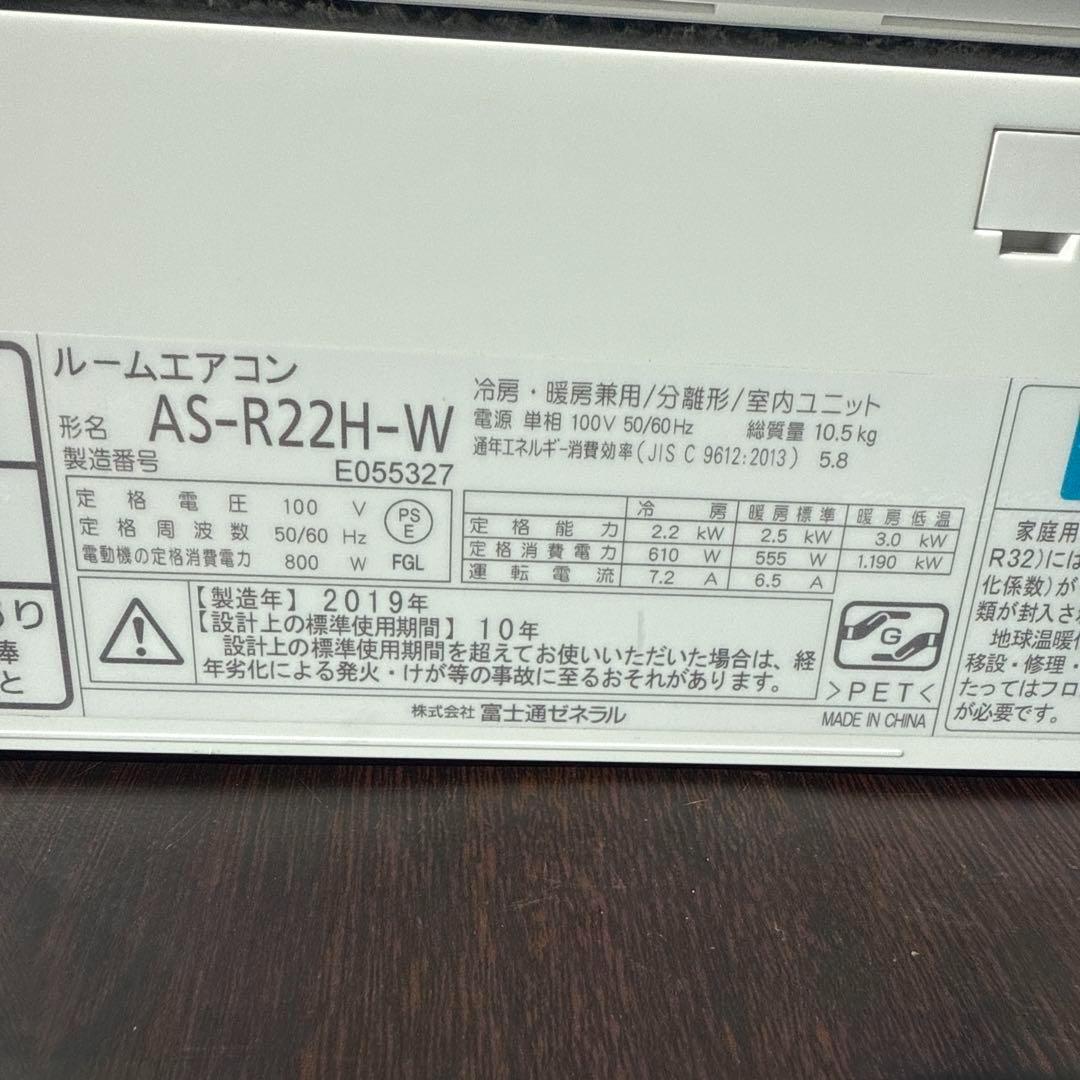 ルームエアコン
形名 AS-R22H-W
製造番号 E055327
冷房・暖房兼用/分離形/室内ユニット
電源 単相 100V 50/60Hz 総質量 10.5kg
通年エネルギー消費効率(JIS C 9612:2013) 5.8
定格電圧 100 V
定格周波数 50/60 Hz
電動機の定格消費電力 800 W
PS
E
FGL
冷房 暖房標準 暖房低温
定格能力 2.2 kW 2.5 kW 3.0 kW
定格消費電力 610 W 555 W 1.190 kW
運転電流 7.2 A 6.5 A
【製造年】2019年
【設計上の標準使用期間】10年
設計上の標準使用期間を超えてお使いいただいた場合は、経
年劣化による発火・けが等の事故に至るおそれがあります。
G
>PET<
株式会社 富士通ゼネラル
MADE IN CHINA
り
奉
と
家庭用
R32)には
化係数)が
類が封入さ
地球温暖化
移設・修理・
たってはフロ
が必要です。